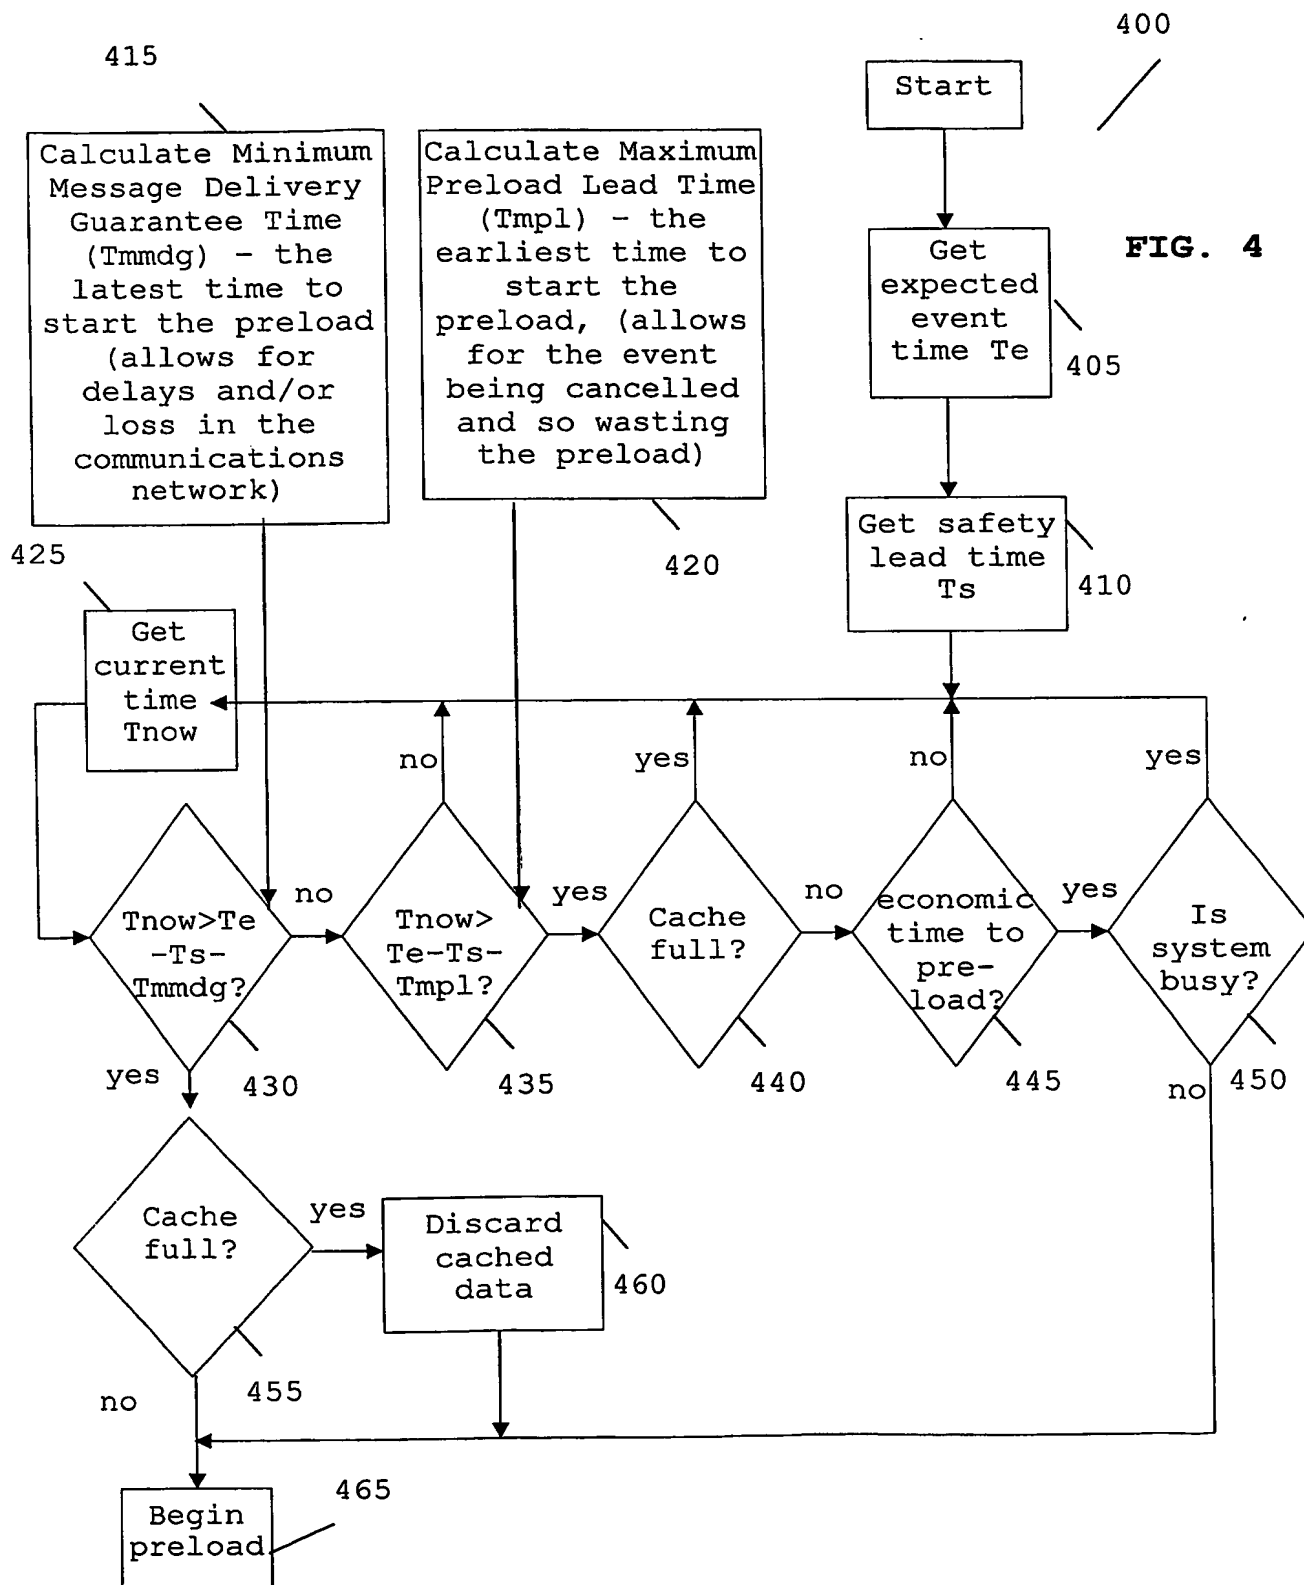 400
415
Start
Calculate Minimum
Message Delivery
Guarantee Time
(Tmmdg) – the
latest time to
start the preload
(allows for
delays and/or
loss in the
communications
network)
Calculate Maximum
Preload Lead Time
(Tmpl) – the
earliest time to
start the
preload, (allows
for the event
being cancelled
and so wasting
the preload)
Get
expected
event
time Te
FIG. 4
405
Get safety
lead time
Ts
410
420
425
Get
current
time
Tnow
no
yes
no
yes
Tnow>Te
-Ts-
Tmmdg?
no
Tnow>
Te-Ts-
Tmpl?
yes
Cache
full?
no
economic
time to
pre-
load?
yes
Is
system
busy?
yes
430
435
440
445
450
no
Cache
full?
yes
Discard
cached
data
460
455
no
465
Begin
preload